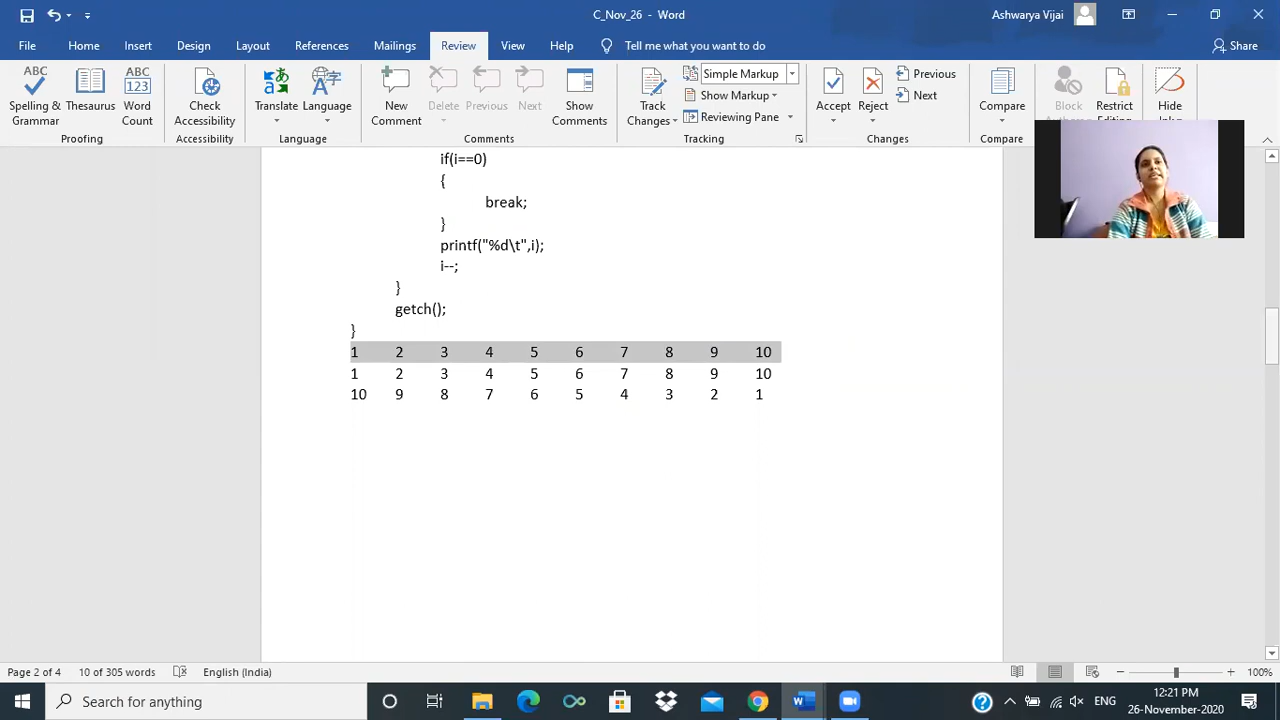 C_Nov_26 - Word
Ashwarya Vijai
File Home Insert Design Layout References Mailings Review View Help Tell me what you want to do Share
Spelling & Grammar
Thesaurus
Word Count
Proofing
Check Accessibility
Accessibility
Translate
Language
Language
New Comment
Delete
Previous
Next
Show Comments
Comments
Track Changes
Simple Markup
Show Markup
Reviewing Pane
Tracking
Accept
Reject
Previous
Next
Changes
Compare
Compare
Block
Restrict Editing
Hide
if(i==0)
{
break;
}
printf("%d\t",i);
i--;
}
getch();
}
1 2 3 4 5 6 7 8 9 10
1 2 3 4 5 6 7 8 9 10
10 9 8 7 6 5 4 3 2 1
Page 2 of 4 10 of 305 words English (India) 100%
Search for anything
ENG
12:21 PM
26-November-2020